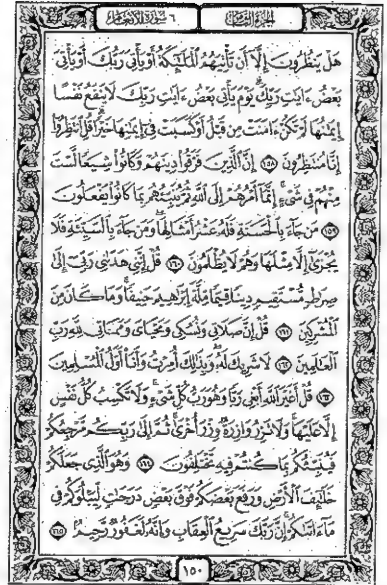 الجزء الثامن
٦ سورة الأنعام
هَلْ يَنظُرُونَ إِلَّآ أَن تَأْتِيَهُمُ ٱلْمَلَٰٓئِكَةُ أَوْ يَأْتِىَ رَبُّكَ أَوْ يَأْتِىَ
بَعْضُ ءَايَٰتِ رَبِّكَ ۗ يَوْمَ يَأْتِى بَعْضُ ءَايَٰتِ رَبِّكَ لَا يَنفَعُ نَفْسًا
إِيمَٰنُهَا لَمْ تَكُنْ ءَامَنَتْ مِن قَبْلُ أَوْ كَسَبَتْ فِىٓ إِيمَٰنِهَا خَيْرًا ۗ قُلِ ٱنتَظِرُوٓا۟
إِنَّا مُنتَظِرُونَ ١٥٨ إِنَّ ٱلَّذِينَ فَرَّقُوا۟ دِينَهُمْ وَكَانُوا۟ شِيَعًا لَّسْتَ
مِنْهُمْ فِى شَىْءٍ ۚ إِنَّمَآ أَمْرُهُمْ إِلَى ٱللَّهِ ثُمَّ يُنَبِّئُهُم بِمَا كَانُوا۟ يَفْعَلُونَ
١٥٩ مَن جَآءَ بِٱلْحَسَنَةِ فَلَهُۥ عَشْرُ أَمْثَالِهَا ۖ وَمَن جَآءَ بِٱلسَّيِّئَةِ فَلَا
يُجْزَىٰٓ إِلَّا مِثْلَهَا وَهُمْ لَا يُظْلَمُونَ ١٦٠ قُلْ إِنَّنِى هَدَىٰنِى رَبِّىٓ إِلَىٰ
صِرَٰطٍ مُّسْتَقِيمٍ دِينًا قِيَمًا مِّلَّةَ إِبْرَٰهِيمَ حَنِيفًا ۚ وَمَا كَانَ مِنَ
ٱلْمُشْرِكِينَ ١٦١ قُلْ إِنَّ صَلَاتِى وَنُسُكِى وَمَحْيَاىَ وَمَمَاتِى لِلَّهِ رَبِّ
ٱلْعَٰلَمِينَ ١٦٢ لَا شَرِيكَ لَهُۥ ۖ وَبِذَٰلِكَ أُمِرْتُ وَأَنَا۠ أَوَّلُ ٱلْمُسْلِمِينَ
١٦٣ قُلْ أَغَيْرَ ٱللَّهِ أَبْغِى رَبًّا وَهُوَ رَبُّ كُلِّ شَىْءٍ ۚ وَلَا تَكْسِبُ كُلُّ نَفْسٍ
إِلَّا عَلَيْهَا ۚ وَلَا تَزِرُ وَازِرَةٌ وِزْرَ أُخْرَىٰ ۚ ثُمَّ إِلَىٰ رَبِّكُم مَّرْجِعُكُمْ
فَيُنَبِّئُكُم بِمَا كُنتُمْ فِيهِ تَخْتَلِفُونَ ١٦٤ وَهُوَ ٱلَّذِى جَعَلَكُمْ
خَلَٰٓئِفَ ٱلْأَرْضِ وَرَفَعَ بَعْضَكُمْ فَوْقَ بَعْضٍ دَرَجَٰتٍ لِّيَبْلُوَكُمْ فِى
مَآ ءَاتَىٰكُمْ ۗ إِنَّ رَبَّكَ سَرِيعُ ٱلْعِقَابِ وَإِنَّهُۥ لَغَفُورٌ رَّحِيمٌۢ ١٦٥
١٥٠